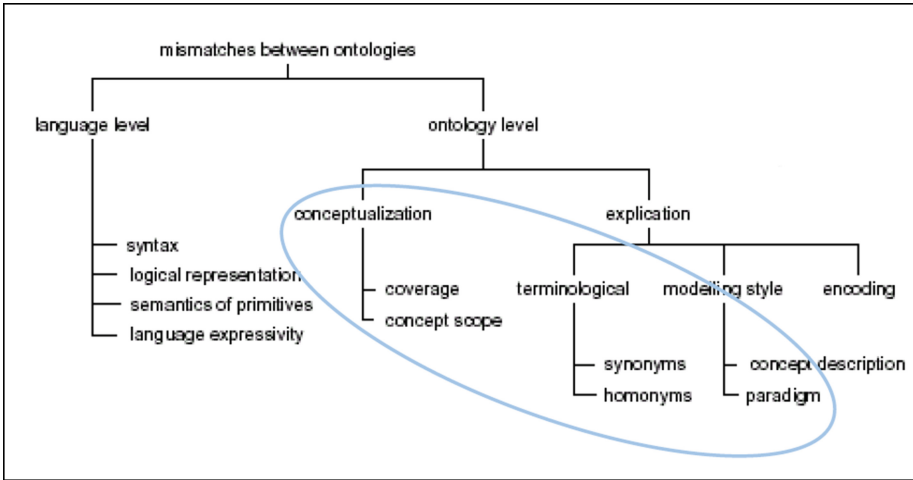 mismatches between ontologies
language level
ontology level
conceptualization
explication
syntax
logical representation
semantics of primitives
language expressivity
coverage
concept scope
terminological
modelling style
encoding
synonyms
homonyms
concept description
paradigm